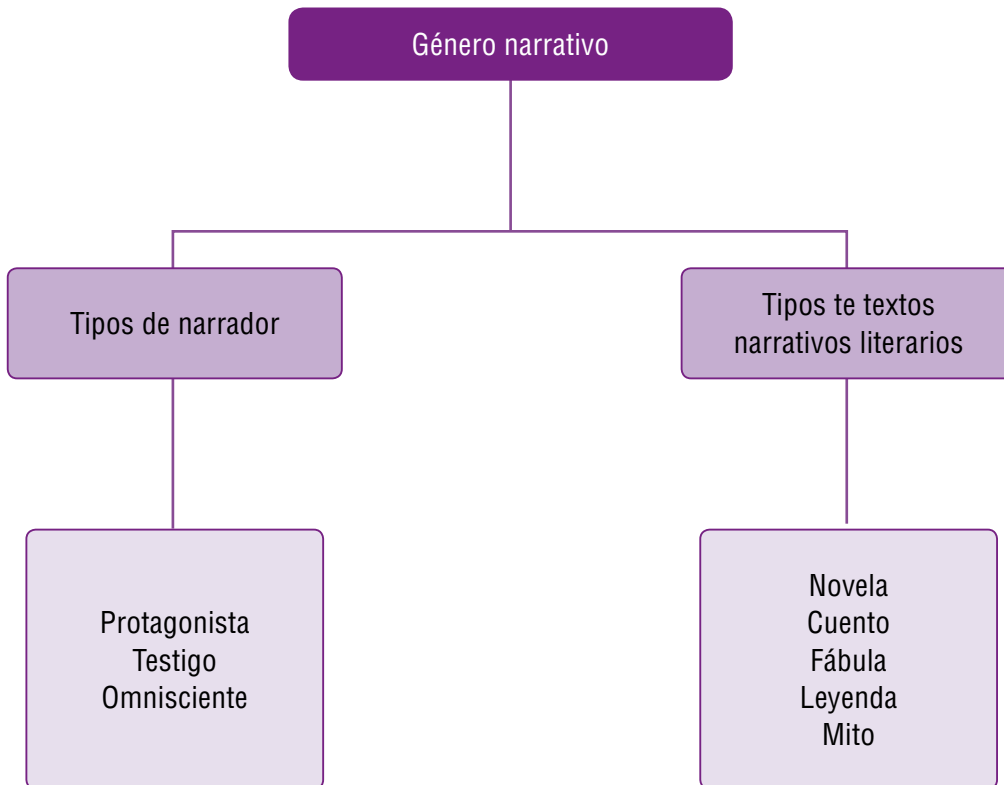 Género narrativo
Tipos de narrador
Tipos te textos
narrativos literarios
Protagonista
Testigo
Omnisciente
Novela
Cuento
Fábula
Leyenda
Mito